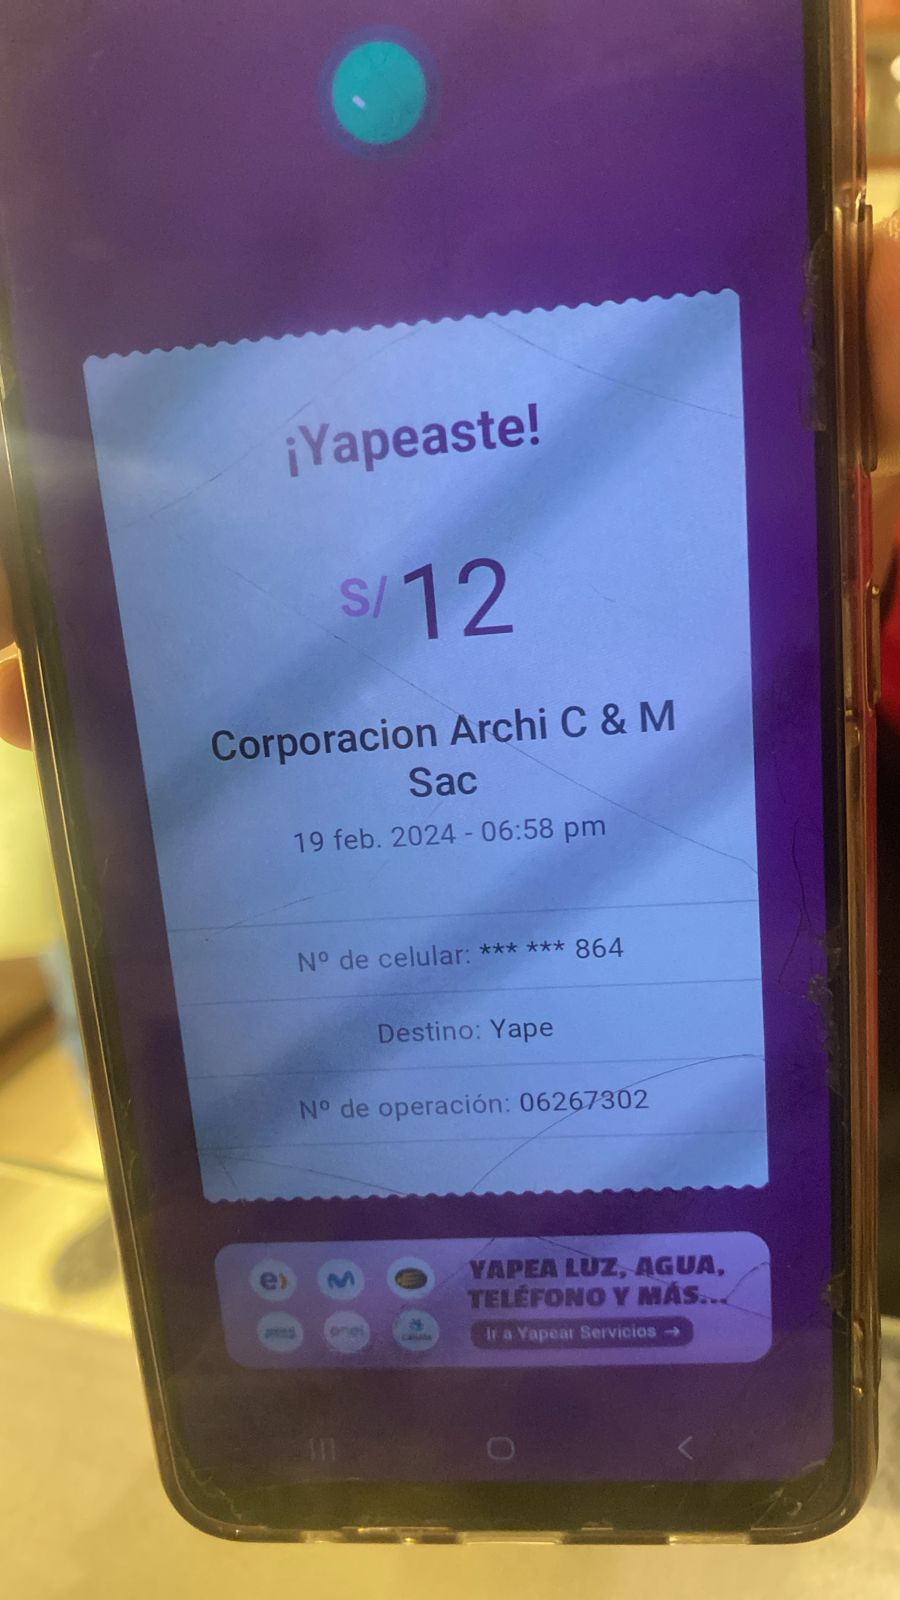 ¡Yapeaste!
S/ 12
Corporacion Archi C & M
Sac
19 feb. 2024 - 06:58 pm
Nº de celular: *** *** 864
Destino: Yape
Nº de operación: 06267302
YAPEA LUZ, AGUA,
TELÉFONO Y MÁS...
Ir a Yapear Servicios →